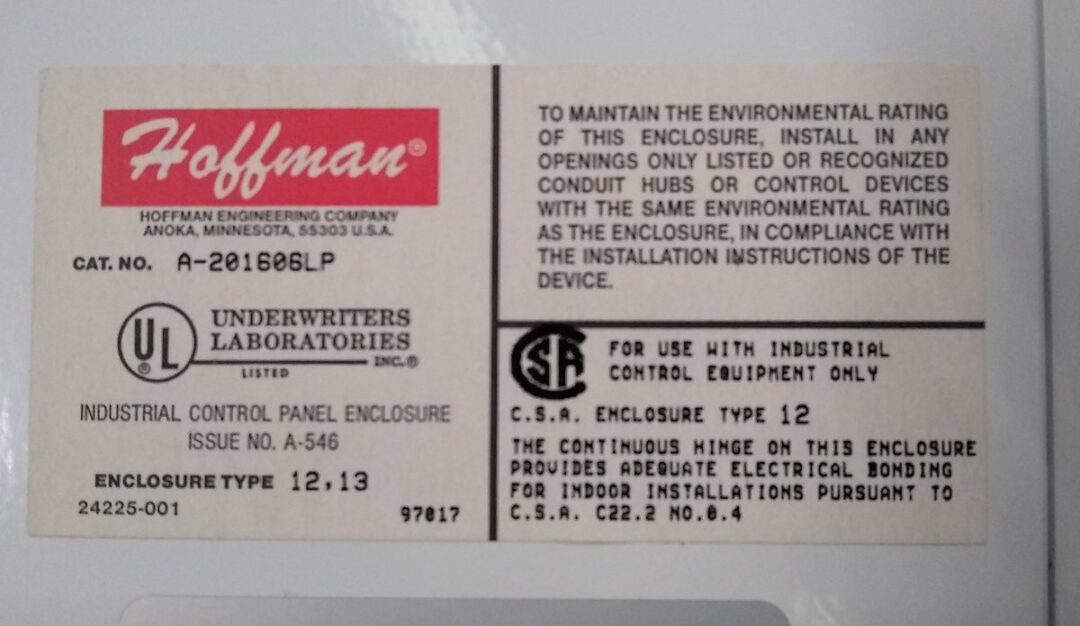 Hoffman®
HOFFMAN ENGINEERING COMPANY
ANOKA, MINNESOTA, 55303 U.S.A.
CAT. NO. A-201606LP
UL® UNDERWRITERS
LABORATORIES
INC.®
LISTED
INDUSTRIAL CONTROL PANEL ENCLOSURE
ISSUE NO. A-546
ENCLOSURE TYPE 12,13
24225-001 97017
TO MAINTAIN THE ENVIRONMENTAL RATING
OF THIS ENCLOSURE, INSTALL IN ANY
OPENINGS ONLY LISTED OR RECOGNIZED
CONDUIT HUBS OR CONTROL DEVICES
WITH THE SAME ENVIRONMENTAL RATING
AS THE ENCLOSURE, IN COMPLIANCE WITH
THE INSTALLATION INSTRUCTIONS OF THE
DEVICE.
CSA FOR USE WITH INDUSTRIAL
CONTROL EQUIPMENT ONLY
C.S.A. ENCLOSURE TYPE 12
THE CONTINUOUS HINGE ON THIS ENCLOSURE
PROVIDES ADEQUATE ELECTRICAL BONDING
FOR INDOOR INSTALLATIONS PURSUANT TO
C.S.A. C22.2 NO.0.4